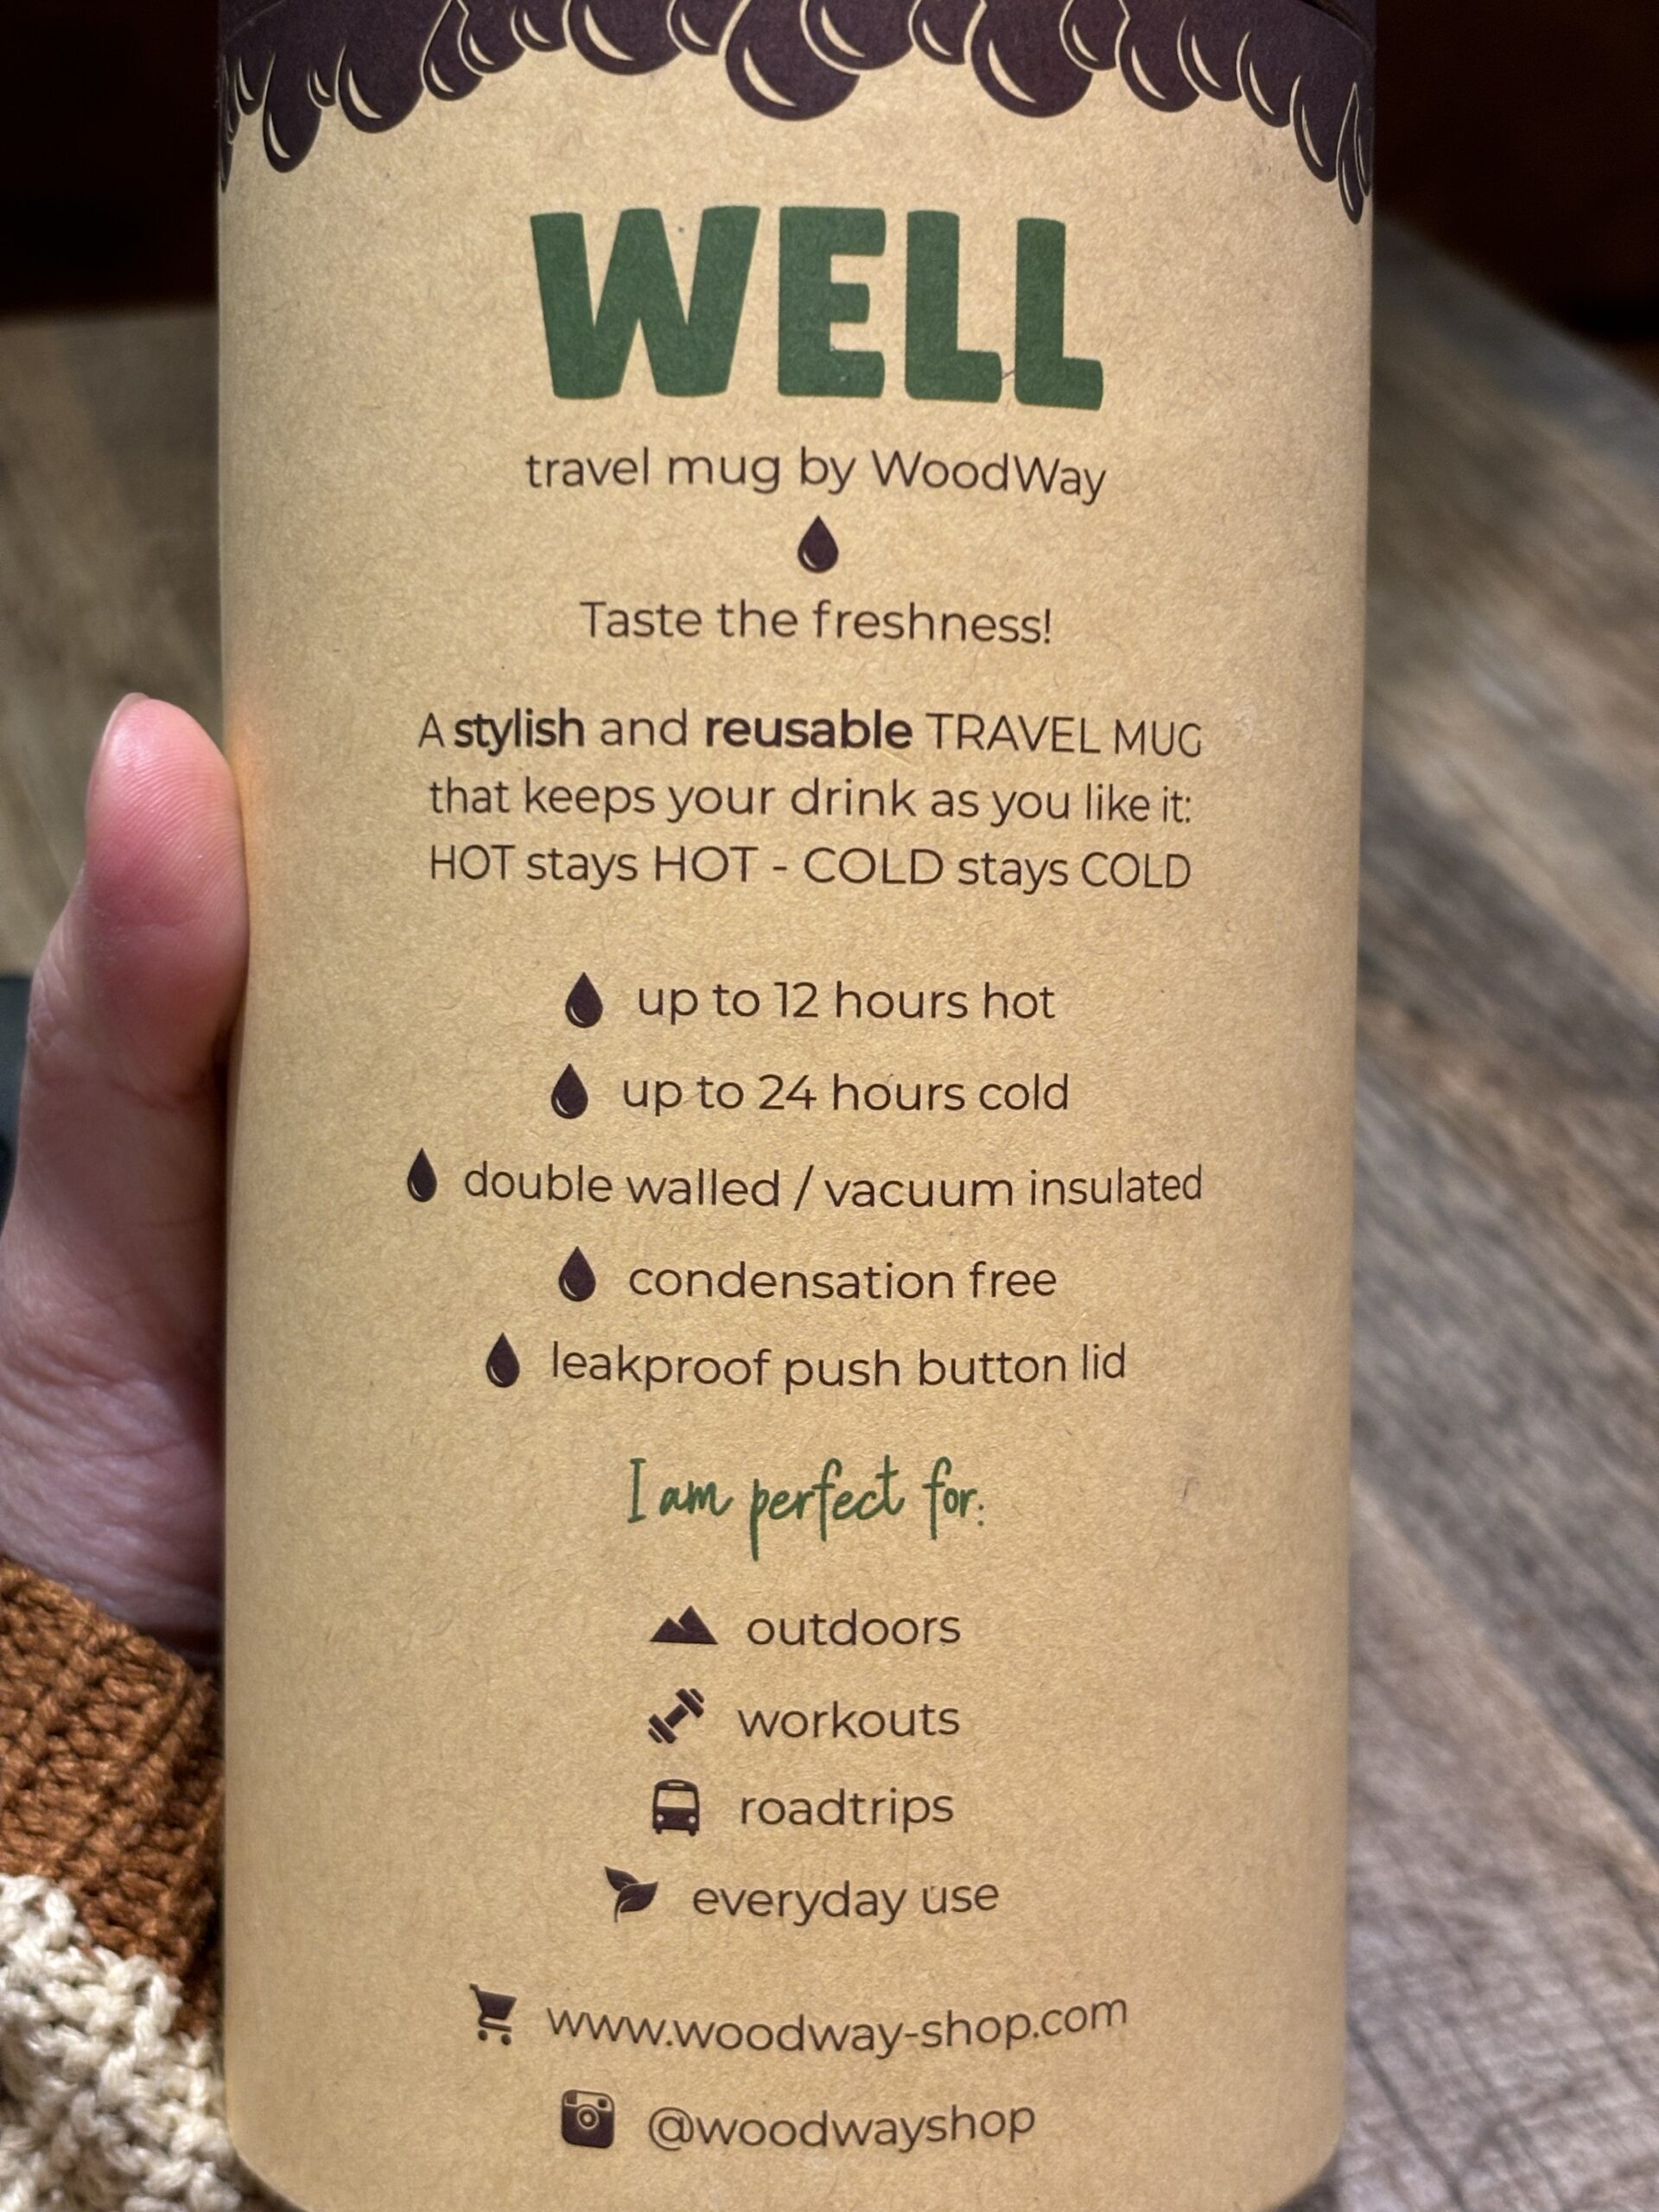 WELL
travel mug by WoodWay
Taste the freshness!
A stylish and reusable TRAVEL MUG
that keeps your drink as you like it:
HOT stays HOT - COLD stays COLD
up to 12 hours hot
up to 24 hours cold
double walled / vacuum insulated
condensation free
leakproof push button lid
I am perfect for:
outdoors
workouts
roadtrips
everyday use
www.woodway-shop.com
@woodwayshop